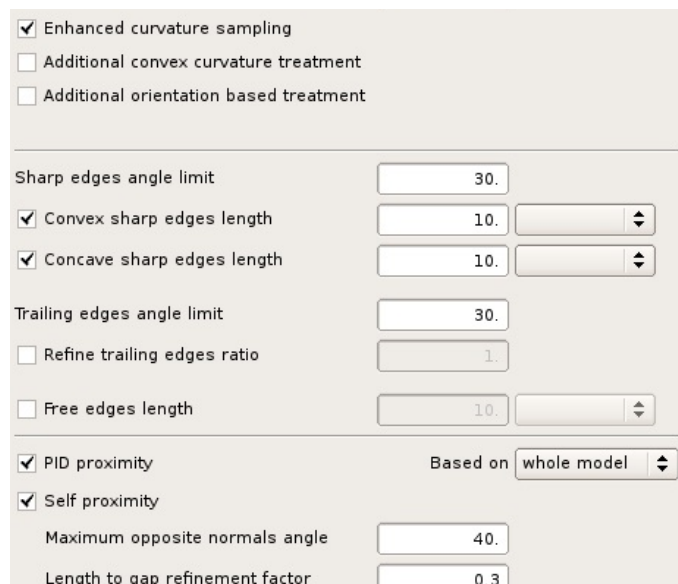 Enhanced curvature sampling
Additional convex curvature treatment
Additional orientation based treatment
Sharp edges angle limit 30.
Convex sharp edges length 10.
Concave sharp edges length 10.
Trailing edges angle limit 30.
Refine trailing edges ratio 1.
Free edges length 10.
PID proximity Based on whole model
Self proximity
Maximum opposite normals angle 40.
Length to gap refinement factor 0.3